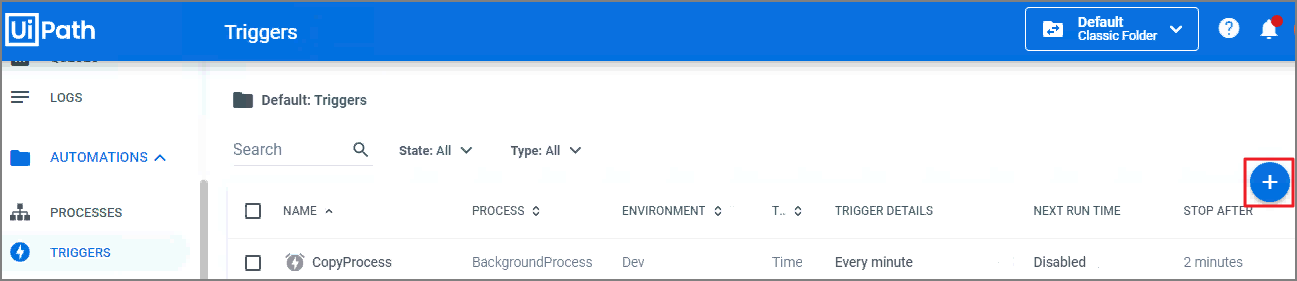 UiPath
Triggers
Default
Classic Folder
QUEUES
LOGS
Default: Triggers
AUTOMATIONS
Search
State: All
Type: All
PROCESSES
NAME
PROCESS
ENVIRONMENT
T..
TRIGGER DETAILS
NEXT RUN TIME
STOP AFTER
TRIGGERS
CopyProcess
BackgroundProcess
Dev
Time
Every minute
Disabled
2 minutes